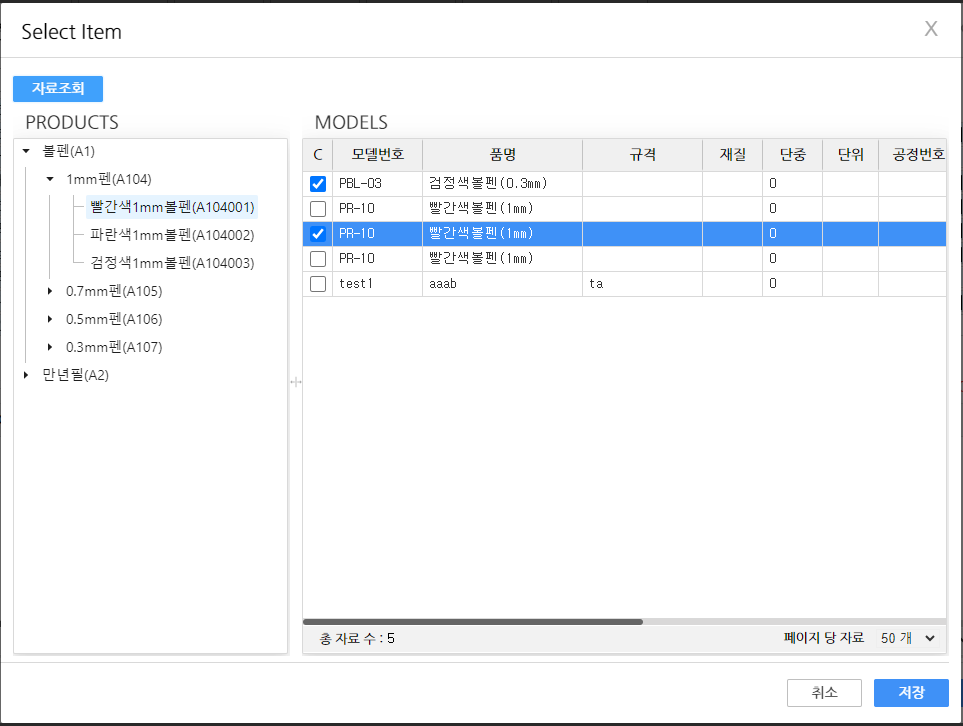 Select Item X
자료조회
PRODUCTS
볼펜(A1)
1mm펜(A104)
빨간색1mm볼펜(A104001)
파란색1mm볼펜(A104002)
검정색1mm볼펜(A104003)
0.7mm펜(A105)
0.5mm펜(A106)
0.3mm펜(A107)
만년필(A2)
MODELS
C 모델번호 품명 규격 재질 단중 단위 공정번호
PBL-03 검정색볼펜(0.3mm) 0
PR-10 빨간색볼펜(1mm) 0
PR-10 빨간색볼펜(1mm) 0
PR-10 빨간색볼펜(1mm) 0
test1 aaab ta 0
총 자료 수 : 5 페이지 당 자료 50 개
취소 저장